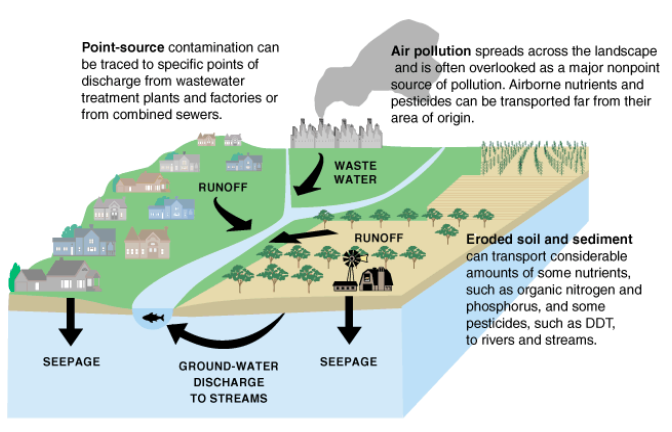 Point-source contamination can
be traced to specific points of
discharge from wastewater
treatment plants and factories or
from combined sewers.
Air pollution spreads across the landscape
and is often overlooked as a major nonpoint
source of pollution. Airborne nutrients and
pesticides can be transported far from their
area of origin.
WASTE
WATER
RUNOFF
RUNOFF
Eroded soil and sediment
can transport considerable
amounts of some nutrients,
such as organic nitrogen and
phosphorus, and some
pesticides, such as DDT,
to rivers and streams.
SEEPAGE
GROUND-WATER
DISCHARGE
TO STREAMS
SEEPAGE